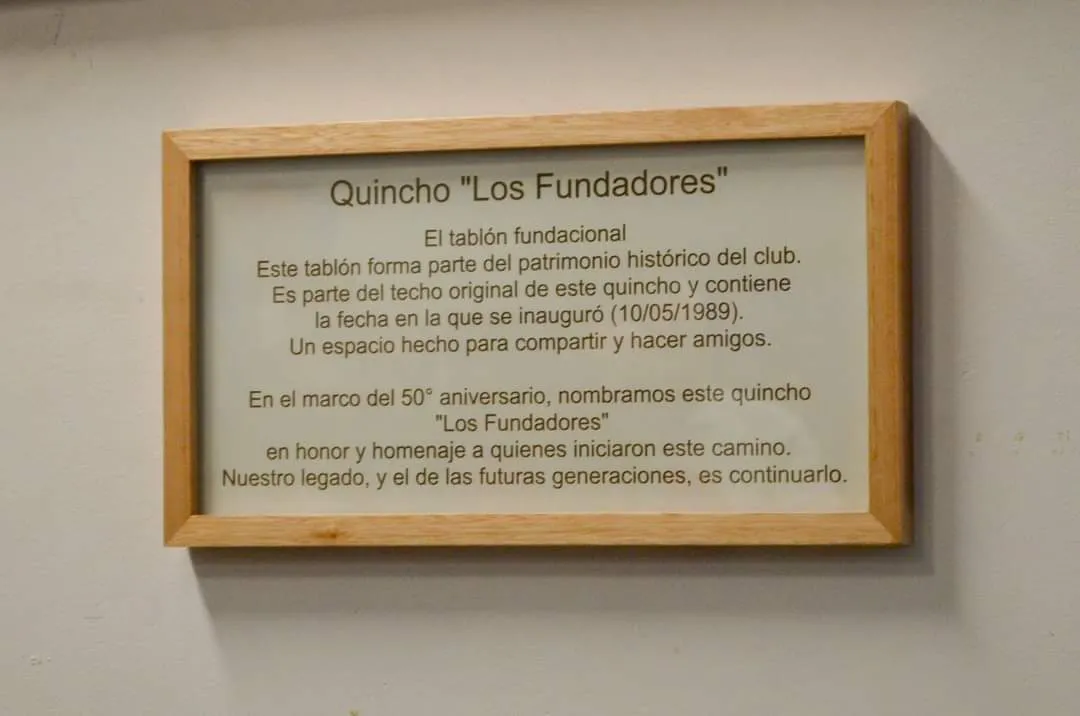 Quincho "Los Fundadores"
El tablón fundacional
Este tablón forma parte del patrimonio histórico del club.
Es parte del techo original de este quincho y contiene
la fecha en la que se inauguró (10/05/1989).
Un espacio hecho para compartir y hacer amigos.
En el marco del 50° aniversario, nombramos este quincho
"Los Fundadores"
en honor y homenaje a quienes iniciaron este camino.
Nuestro legado, y el de las futuras generaciones, es continuarlo.